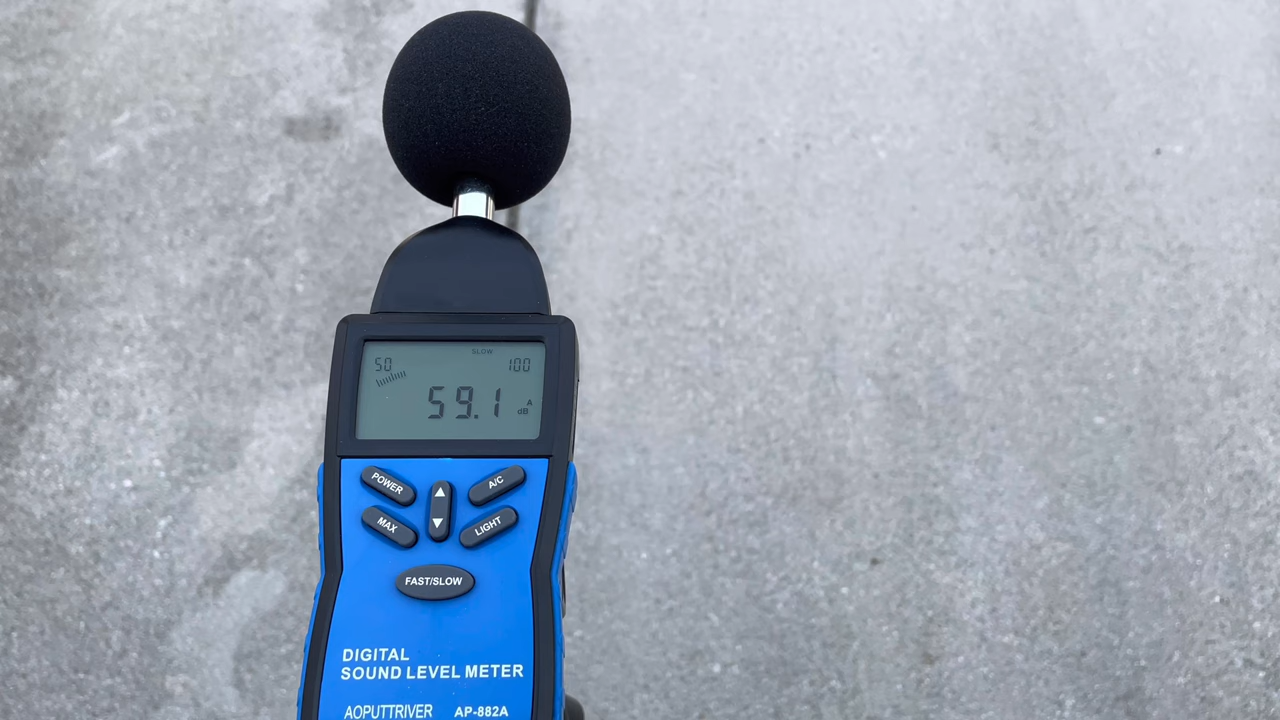 SLOW
50 100
59.1 A dB
POWER A/C
MAX LIGHT
FAST/SLOW
DIGITAL
SOUND LEVEL METER
AOPUTTRIVER AP-882A